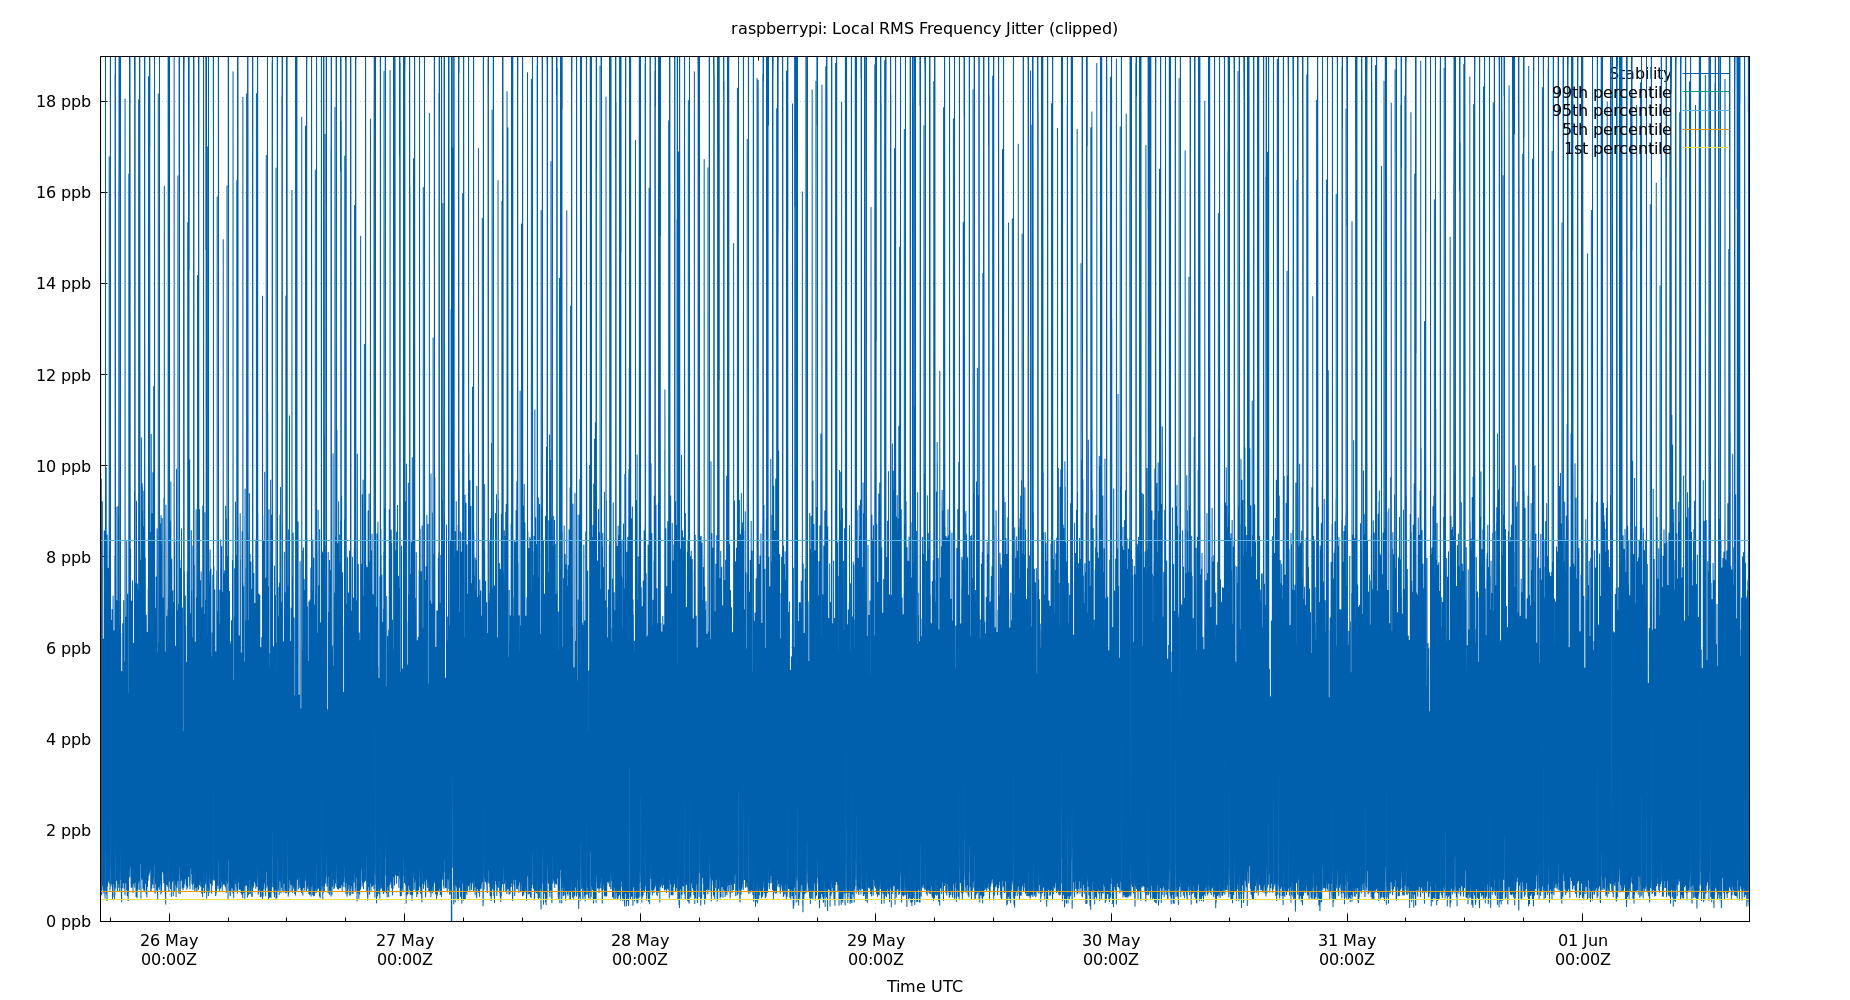 raspberrypi: Local RMS Frequency Jitter (clipped)
Stability
99th percentile
95th percentile
5th percentile
1st percentile
18 ppb
16 ppb
14 ppb
12 ppb
10 ppb
8 ppb
6 ppb
4 ppb
2 ppb
0 ppb
26 May 27 May 28 May 29 May 30 May 31 May 01 Jun
00:00Z 00:00Z 00:00Z 00:00Z 00:00Z 00:00Z 00:00Z
Time UTC